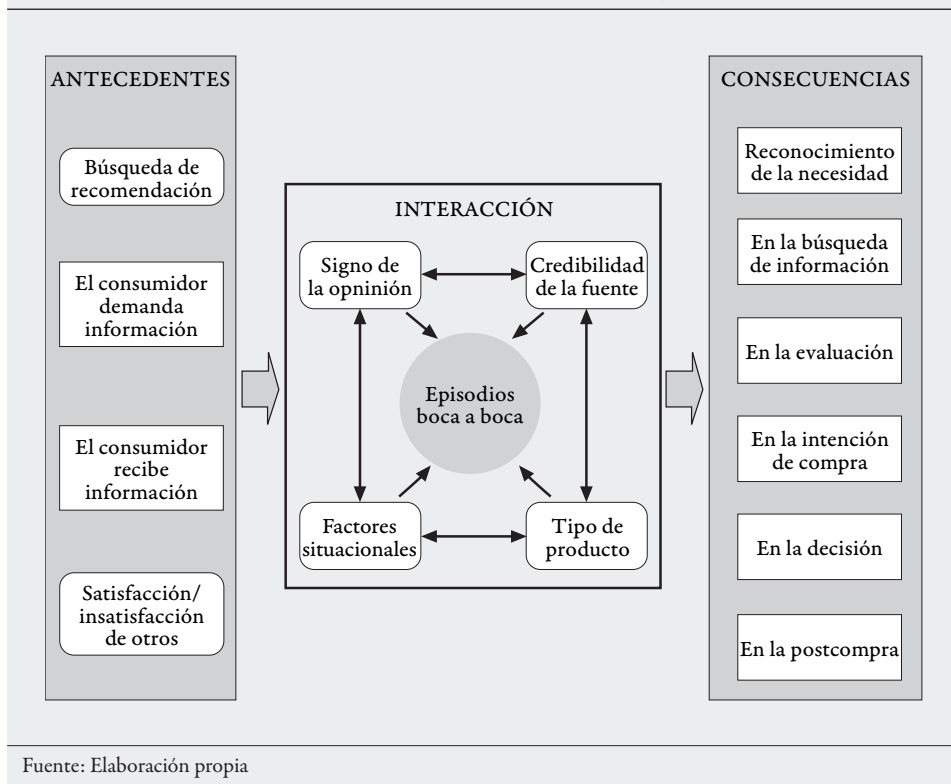 ANTECEDENTES
Búsqueda de
recomendación
El consumidor
demanda
información
El consumidor
recibe
información
Satisfacción/
insatisfacción
de otros
INTERACCIÓN
Signo de
la opninión
Credibilidad
de la fuente
Episodios
boca a boca
Factores
situacionales
Tipo de
producto
CONSECUENCIAS
Reconocimiento
de la necesidad
En la búsqueda
de información
En la evaluación
En la intención
de compra
En la decisión
En la postcompra
Fuente: Elaboración propia